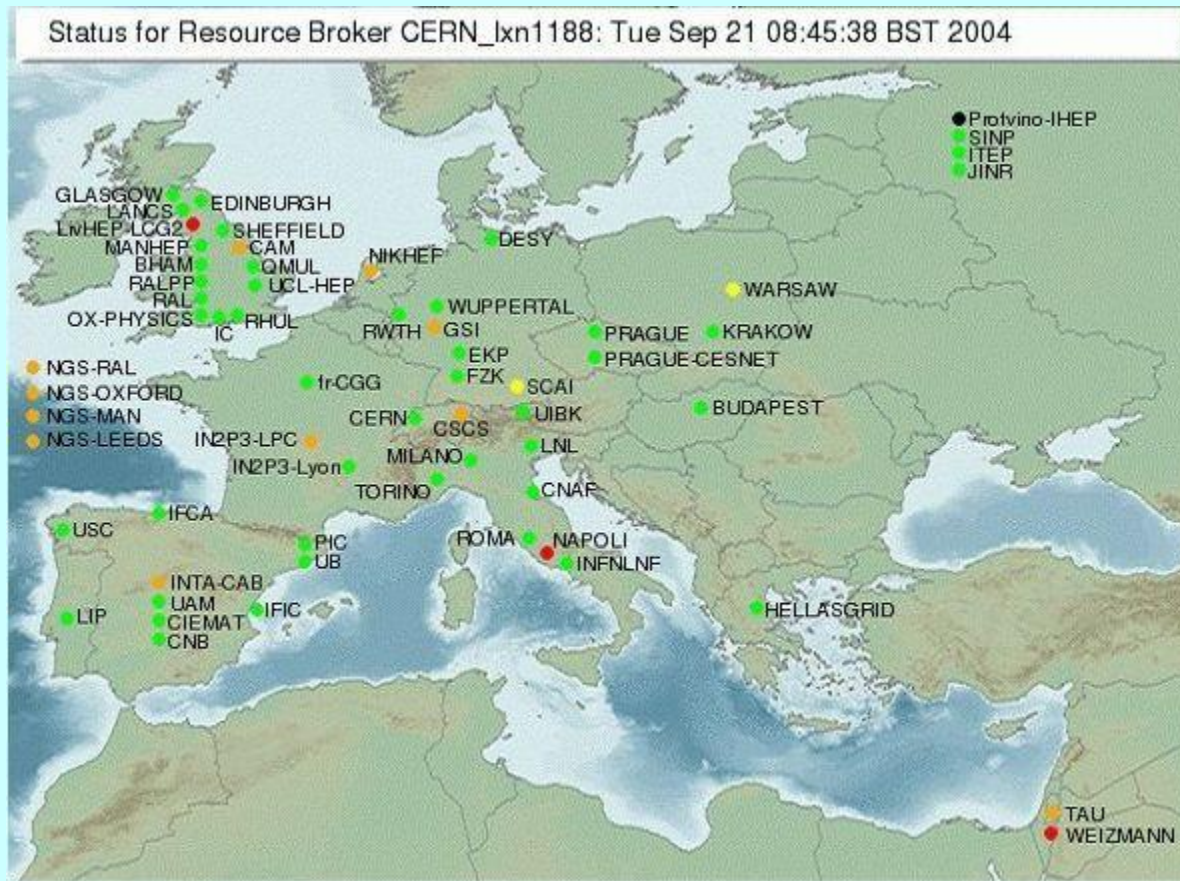 Status for Resource Broker CERN_lxn1188: Tue Sep 21 08:45:38 BST 2004
Protvino-IHEP
SINP
ITEP
JINR
GLASGOW
EDINBURGH
LANCS
LivHEP-LCG2
SHEFFIELD
MANHEP
CAM
BHAM
QMUL
RALPP
UCL-HEP
RAL
OX-PHYSICS
IC
RHUL
NIKHEF
DESY
WUPPERTAL
RWTH
GSI
WARSAW
PRAGUE
KRAKOW
EKP
PRAGUE-CESNET
NGS-RAL
NGS-OXFORD
NGS-MAN
NGS-LEEDS
fr-CGG
FZK
SCAI
CERN
CSCS
UIBK
BUDAPEST
IN2P3-LPC
LNL
IN2P3-Lyon
MILANO
TORINO
CNAF
IFCA
USC
PIC
UB
ROMA
NAPOLI
INFNLNF
INTA-CAB
UAM
IFIC
LIP
CIEMAT
CNB
HELLASGRID
TAU
WEIZMANN